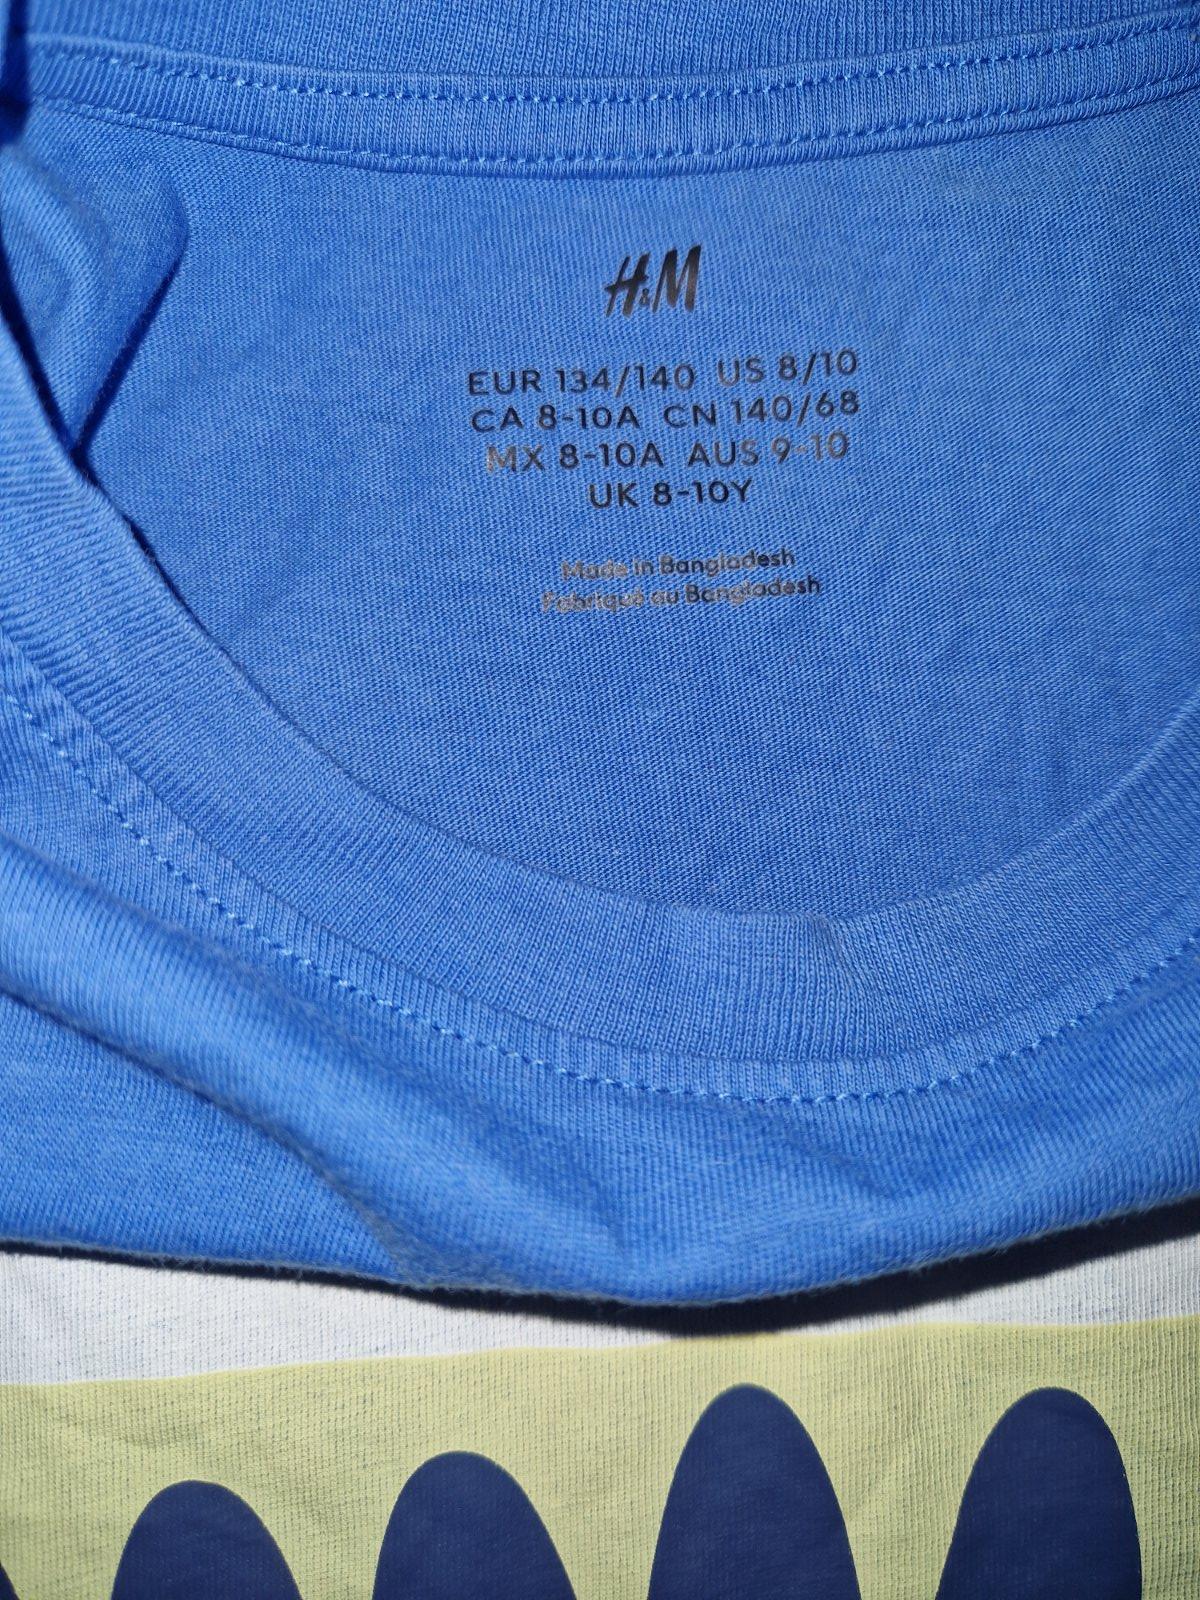 H&M
EUR 134/140 US 8/10
CA 8-10A CN 140/68
MX 8-10A AUS 9-10
UK 8-10Y
Made in Bangladesh
Fabriqué au Bangladesh